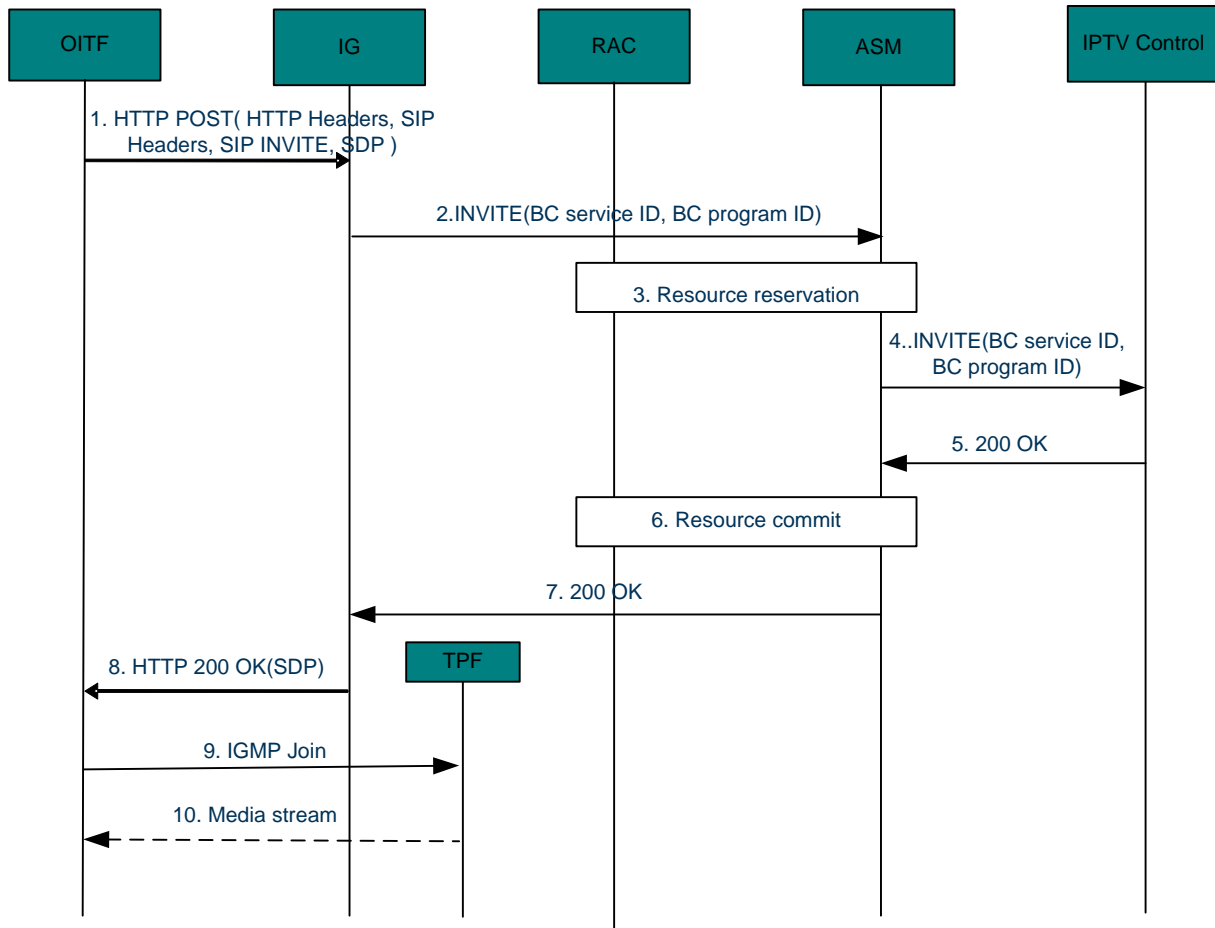 OITF
IG
RAC
ASM
IPTV Control
1. HTTP POST( HTTP Headers, SIP
Headers, SIP INVITE, SDP )
2.INVITE(BC service ID, BC program ID)
3. Resource reservation
4..INVITE(BC service ID,
BC program ID)
5. 200 OK
6. Resource commit
7. 200 OK
TPF
8. HTTP 200 OK(SDP)
9. IGMP Join
10. Media stream